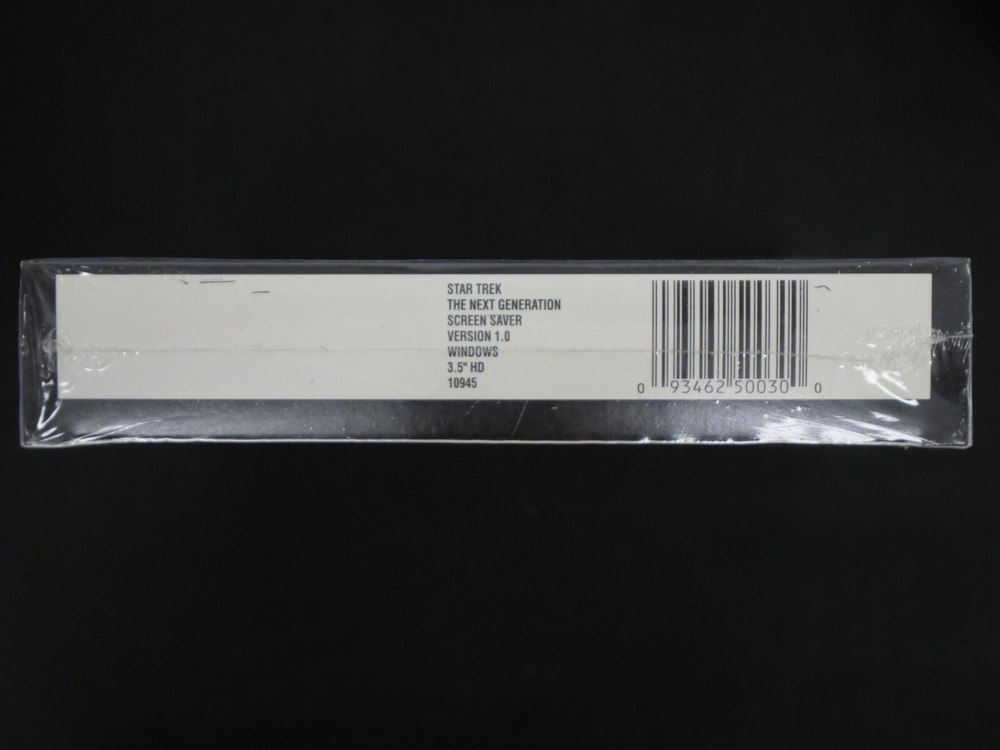 STAR TREK
THE NEXT GENERATION
SCREEN SAVER
VERSION 1.0
WINDOWS
3.5" HD
10945
0 93462 50030 0